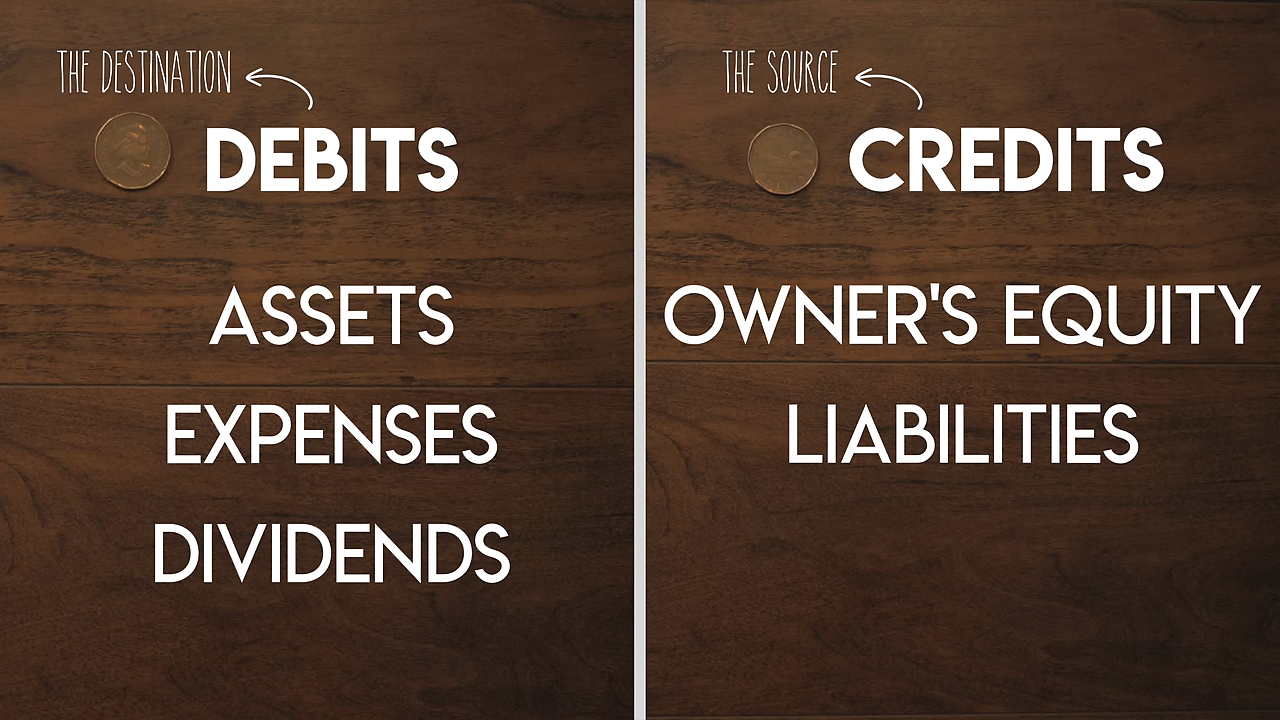 THE DESTINATION
DEBITS
ASSETS
EXPENSES
DIVIDENDS
THE SOURCE
CREDITS
OWNER'S EQUITY
LIABILITIES